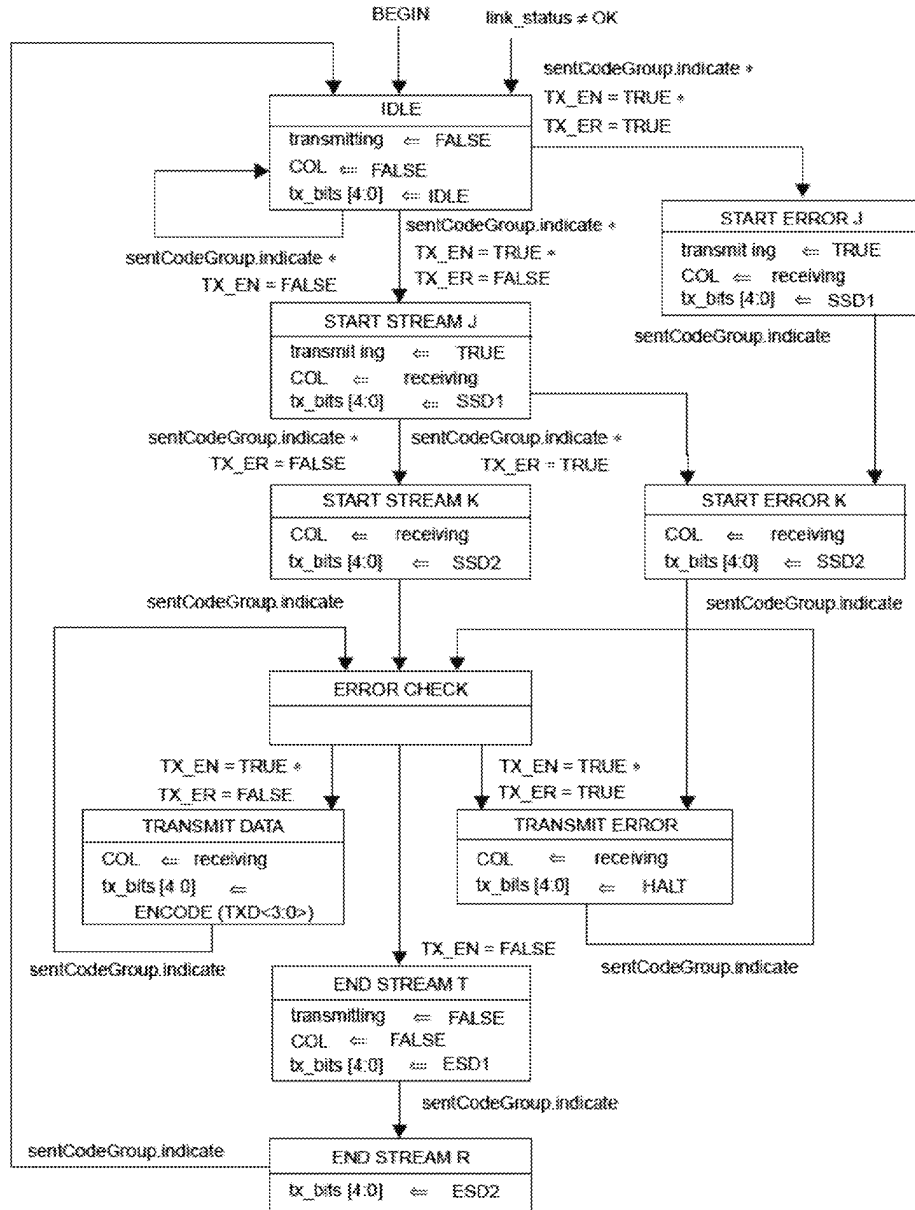 BEGIN
link_status ≠ OK
sentCodeGroup.indicate *
TX_EN = TRUE *
TX_ER = TRUE
IDLE
transmitting ⇐ FALSE
COL ⇐ FALSE
tx_bits [4:0] ⇐ IDLE
sentCodeGroup.indicate *
TX_EN = FALSE
sentCodeGroup.indicate *
TX_EN = TRUE *
TX_ER = FALSE
START ERROR J
transmit ing ⇐ TRUE
COL ⇐ receiving
tx_bits [4:0] ⇐ SSD1
sentCodeGroup.indicate
START STREAM J
transmit ing ⇐ TRUE
COL ⇐ receiving
tx_bits [4:0] ⇐ SSD1
sentCodeGroup.indicate *
TX_ER = FALSE
sentCodeGroup.indicate *
TX_ER = TRUE
START STREAM K
COL ⇐ receiving
tx_bits [4:0] ⇐ SSD2
START ERROR K
COL ⇐ receiving
tx_bits [4:0] ⇐ SSD2
sentCodeGroup.indicate
sentCodeGroup.indicate
ERROR CHECK
TX_EN = TRUE *
TX_ER = FALSE
TX_EN = TRUE *
TX_ER = TRUE
TRANSMIT DATA
COL ⇐ receiving
tx_bits [4:0] ⇐
ENCODE (TXD<3:0>)
TRANSMIT ERROR
COL ⇐ receiving
tx_bits [4:0] ⇐ HALT
sentCodeGroup.indicate
TX_EN = FALSE
sentCodeGroup.indicate
END STREAM T
transmitting ⇐ FALSE
COL ⇐ FALSE
tx_bits [4:0] ⇐ ESD1
sentCodeGroup.indicate
sentCodeGroup.indicate
END STREAM R
tx_bits [4:0] ⇐ ESD2